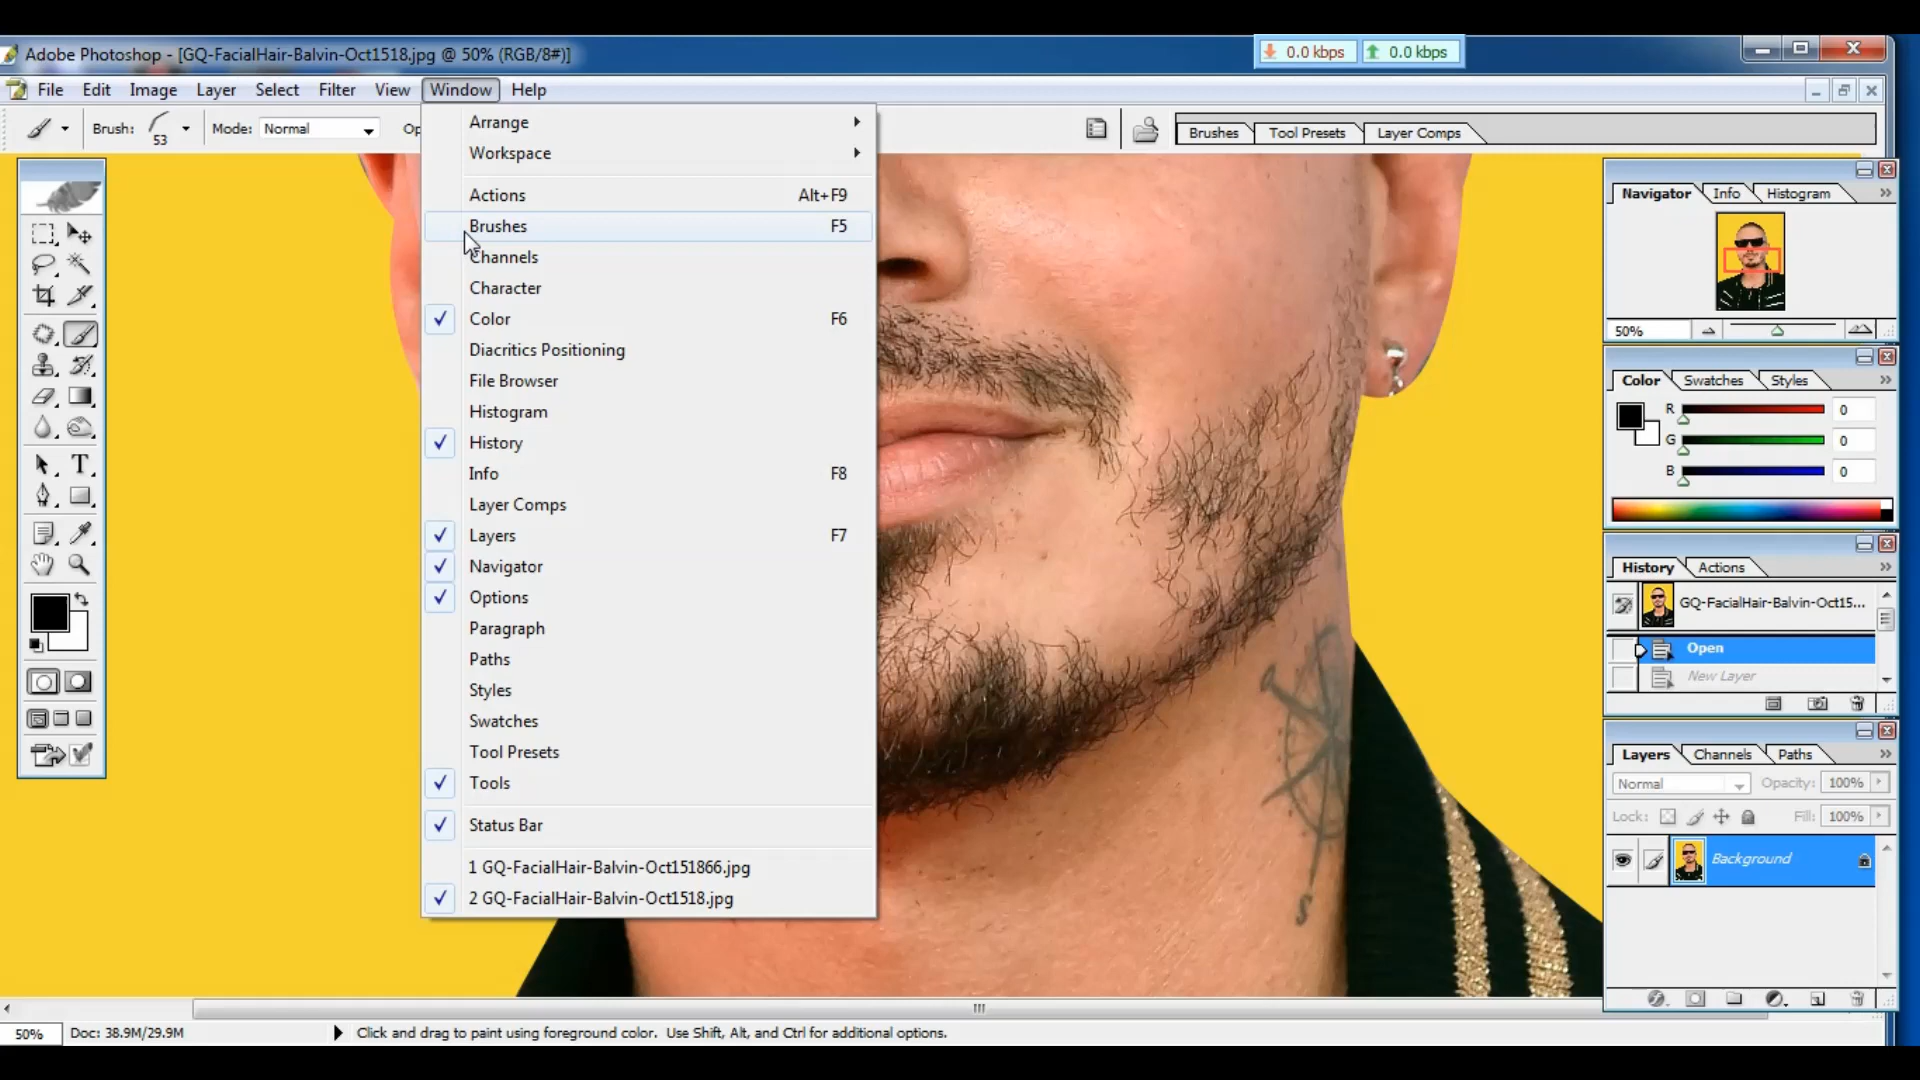 Adobe Photoshop - [GQ-FacialHair-Balvin-Oct1518.jpg @ 50% (RGB/8#)]
0.0 kbps
0.0 kbps
File Edit Image Layer Select Filter View Window Help
Brush: 53 Mode: Normal Op
Brushes Tool Presets Layer Comps
Arrange
Workspace
Actions Alt+F9
Brushes F5
Channels
Character
Color F6
Diacritics Positioning
File Browser
Histogram
History
Info F8
Layer Comps
Layers F7
Navigator
Options
Paragraph
Paths
Styles
Swatches
Tool Presets
Tools
Status Bar
1 GQ-FacialHair-Balvin-Oct151866.jpg
2 GQ-FacialHair-Balvin-Oct1518.jpg
S
Navigator Info Histogram
50%
Color Swatches Styles
R 0
G 0
B 0
History Actions
GQ-FacialHair-Balvin-Oct15...
Open
New Layer
Layers Channels Paths
Normal Opacity: 100%
Lock: Fill: 100%
Background
50% Doc: 38.9M/29.9M Click and drag to paint using foreground color. Use Shift, Alt, and Ctrl for additional options.